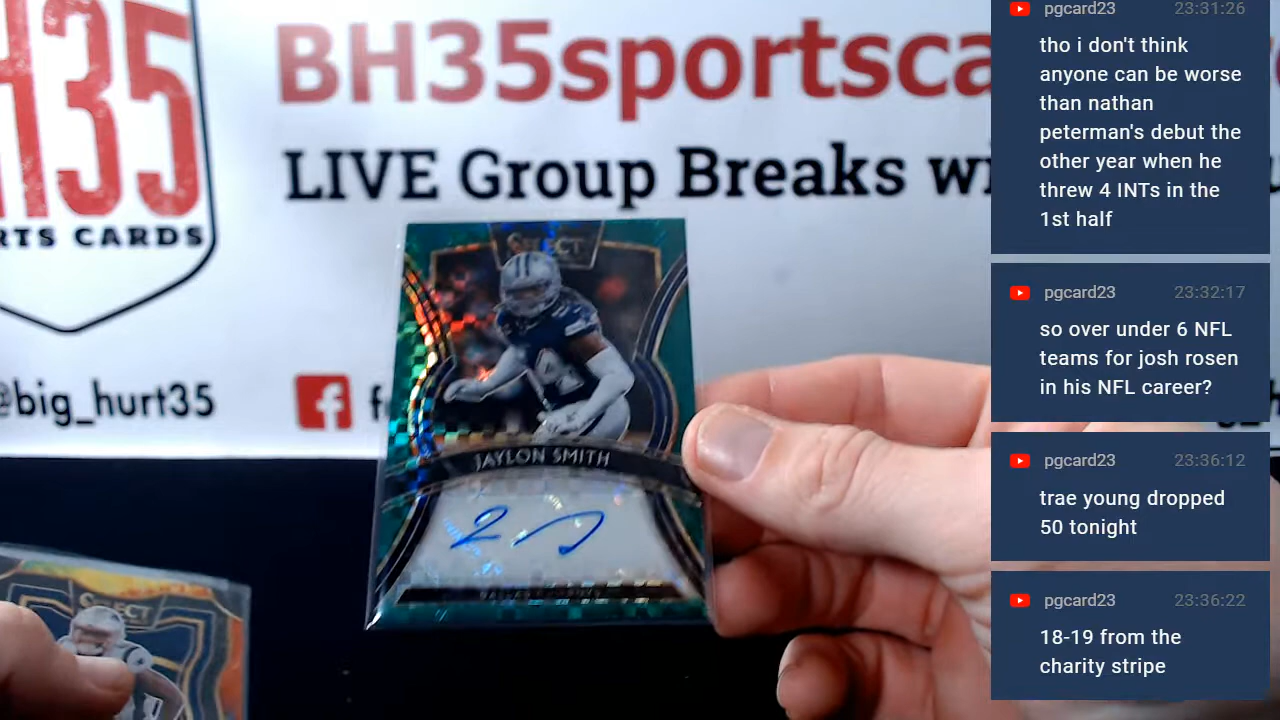 H35
RTS CARDS
@big_hurt35
BH35sportsca
LIVE Group Breaks wi
f
SELECT
JAYLON SMITH
SELECT
pgcard23 23:31:26
tho i don't think
anyone can be worse
than nathan
peterman's debut the
other year when he
threw 4 INTs in the
1st half
pgcard23 23:32:17
so over under 6 NFL
teams for josh rosen
in his NFL career?
pgcard23 23:36:12
trae young dropped
50 tonight
pgcard23 23:36:22
18-19 from the
charity stripe